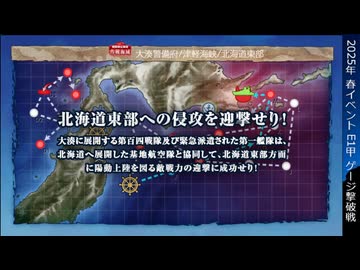 作戦海域
大湊警備府/津軽海峡/北海道東部
北海道東部への侵攻を迎撃せり!
大湊に展開する第百四戦隊及び緊急派遣された第一艦隊は、
北海道へ展開した基地航空隊と協同して、北海道東部方面
に陽動上陸を図る敵戦力の迎撃に成功せり!
2025年 春イベント E1甲 ゲージ撃破戦